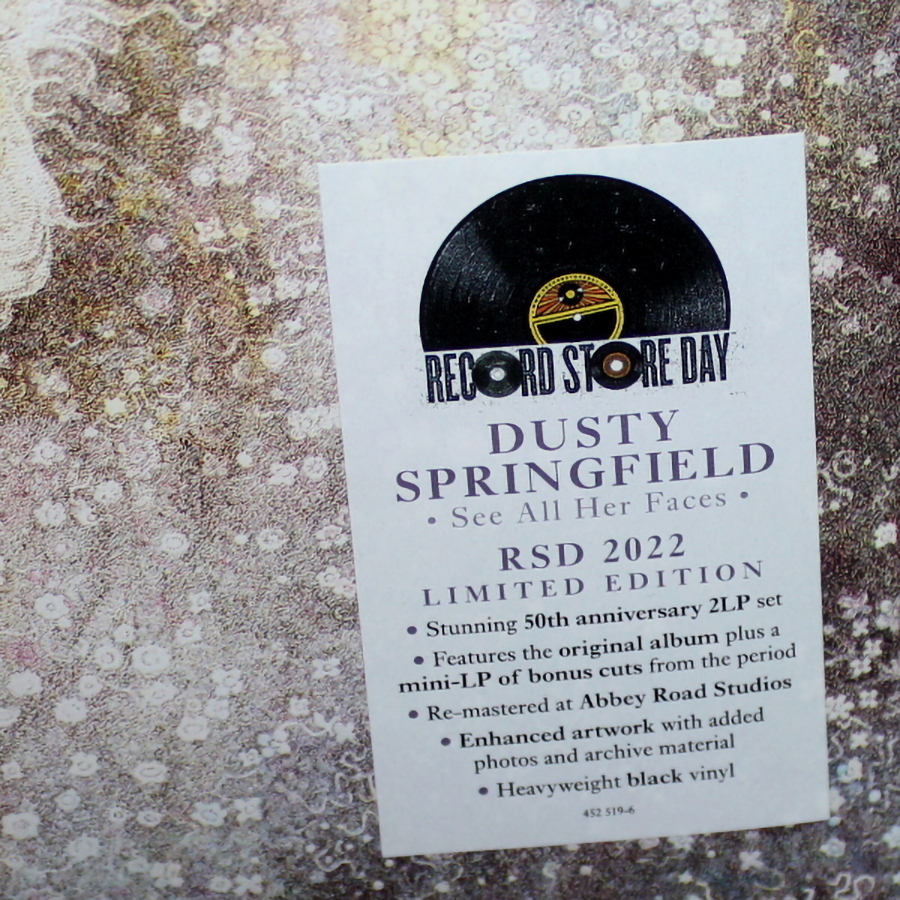 RECORD STORE DAY
DUSTY
SPRINGFIELD
• See All Her Faces •
RSD 2022
LIMITED EDITION
• Stunning 50th anniversary 2LP set
• Features the original album plus a
mini-LP of bonus cuts from the period
• Re-mastered at Abbey Road Studios
• Enhanced artwork with added
photos and archive material
• Heavyweight black vinyl
452 519-6